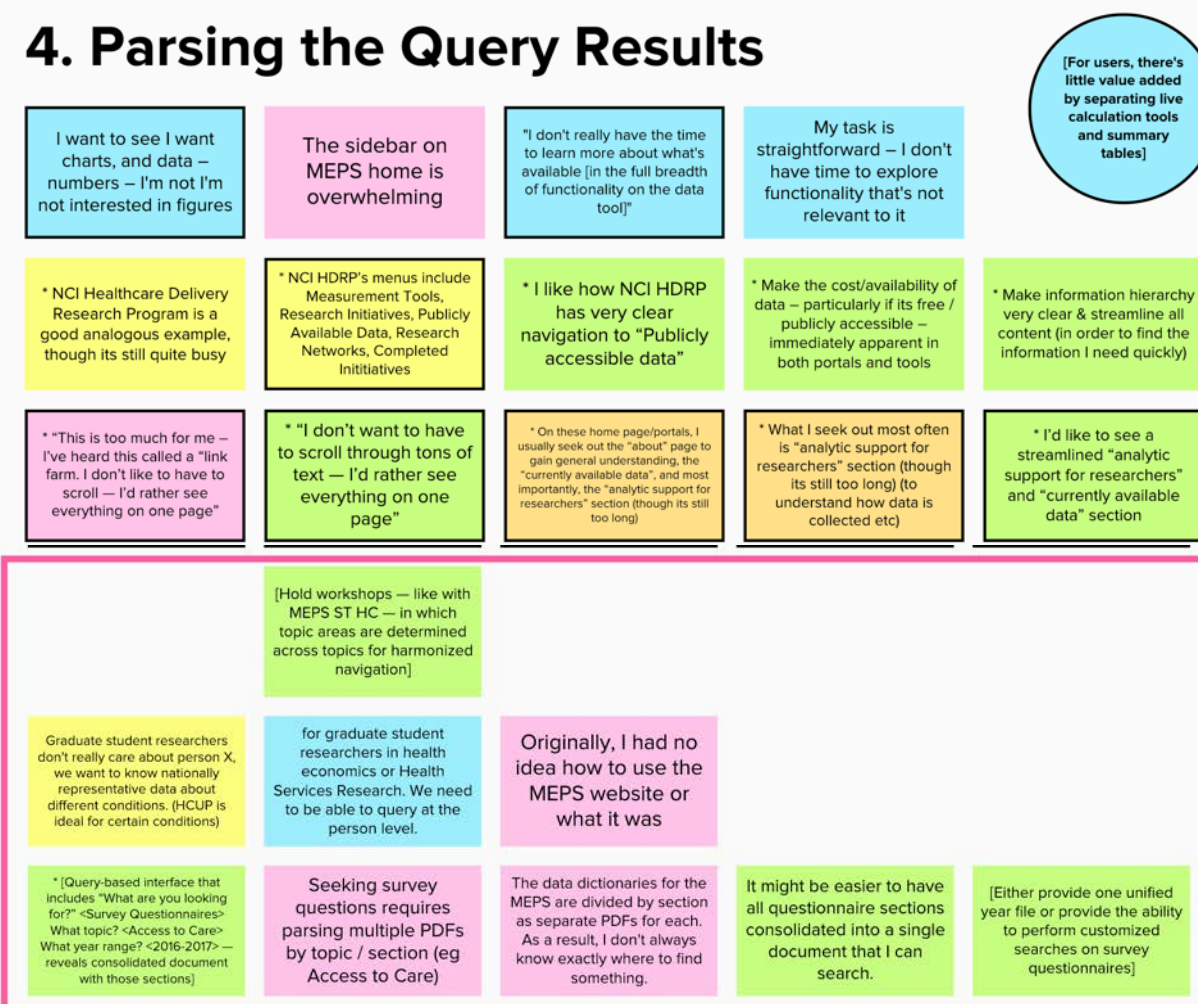 4. Parsing the Query Results
[For users, there's
little value added
by separating live
calculation tools
and summary
tables]
I want to see I want
charts, and data –
numbers – I'm not I'm
not interested in figures
The sidebar on
MEPS home is
overwhelming
"I don't really have the time
to learn more about what's
available [in the full breadth
of functionality on the data
tool]"
My task is
straightforward – I don't
have time to explore
functionality that's not
relevant to it
* NCI Healthcare Delivery
Research Program is a
good analogous example,
though its still quite busy
* NCI HDRP's menus include
Measurement Tools,
Research Initiatives, Publicly
Available Data, Research
Networks, Completed
Inititiatives
* I like how NCI HDRP
has very clear
navigation to “Publicly
accessible data”
* Make the cost/availability of
data – particularly if its free /
publicly accessible –
immediately apparent in
both portals and tools
* Make information hierarchy
very clear & streamline all
content (in order to find the
information I need quickly)
* “This is too much for me –
I’ve heard this called a “link
farm. I don’t like to have to
scroll — I’d rather see
everything on one page”
* “I don’t want to have
to scroll through tons of
text — I’d rather see
everything on one
page”
* On these home page/portals, I
usually seek out the “about” page to
gain general understanding, the
“currently available data”, and most
importantly, the “analytic support for
researchers” section (though its still
too long)
* What I seek out most often
is “analytic support for
researchers” section (though
its still too long) (to
understand how data is
collected etc)
* I’d like to see a
streamlined “analytic
support for researchers”
and “currently available
data” section
[Hold workshops — like with
MEPS ST HC — in which
topic areas are determined
across topics for harmonized
navigation]
Graduate student researchers
don't really care about person X,
we want to know nationally
representative data about
different conditions. (HCUP is
ideal for certain conditions)
for graduate student
researchers in health
economics or Health
Services Research. We need
to be able to query at the
person level.
Originally, I had no
idea how to use the
MEPS website or
what it was
* [Query-based interface that
includes “What are you looking
for?” <Survey Questionnaires>
What topic? <Access to Care>
What year range? <2016-2017> —
reveals consolidated document
with those sections]
Seeking survey
questions requires
parsing multiple PDFs
by topic / section (eg
Access to Care)
The data dictionaries for the
MEPS are divided by section
as separate PDFs for each.
As a result, I don't always
know exactly where to find
something.
It might be easier to have
all questionnaire sections
consolidated into a single
document that I can
search.
[Either provide one unified
year file or provide the ability
to perform customized
searches on survey
questionnaires]